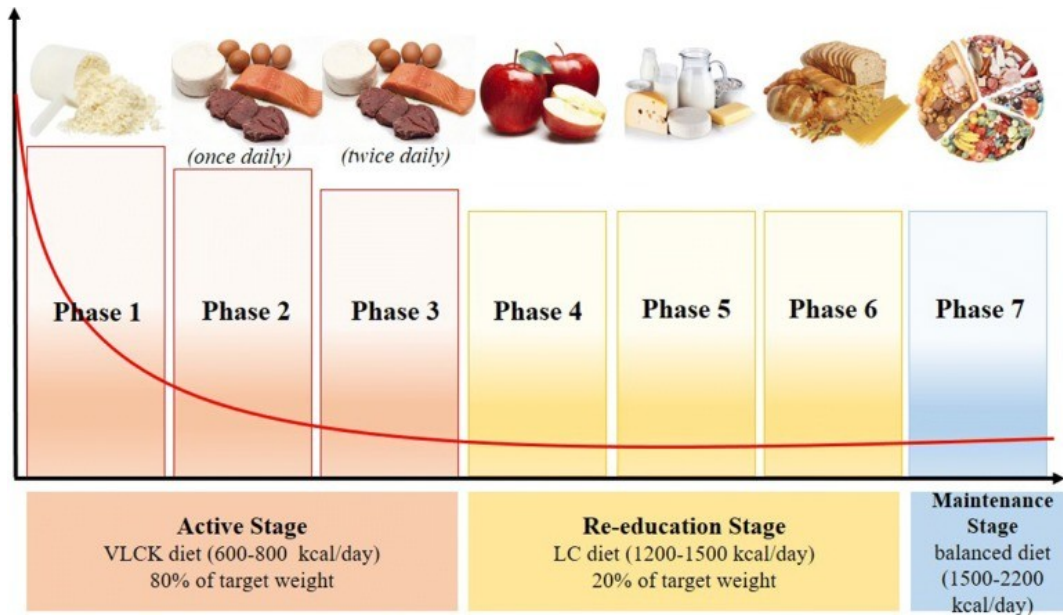 (once daily)
(twice daily)
Phase 1
Phase 2
Phase 3
Phase 4
Phase 5
Phase 6
Phase 7
Active Stage
VLCK diet (600-800 kcal/day)
80% of target weight
Re-education Stage
LC diet (1200-1500 kcal/day)
20% of target weight
Maintenance
Stage
balanced diet
(1500-2200
kcal/day)